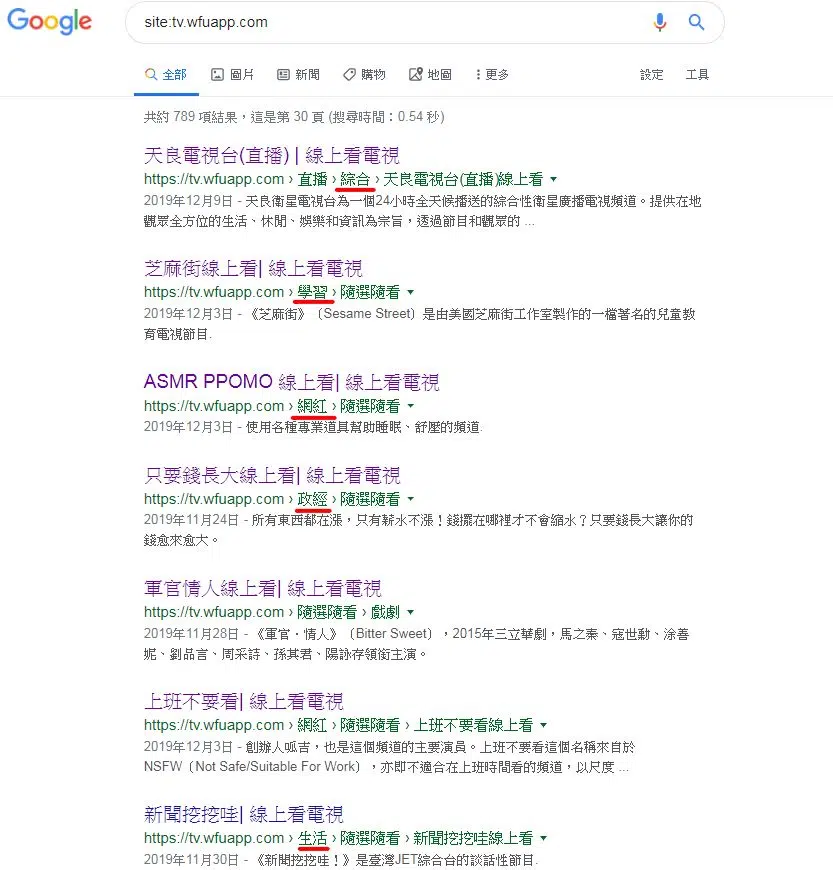 Google
site:tv.wfuapp.com
全部 圖片 新聞 購物 地圖 更多 設定 工具
共約 789 項結果，這是第 30 頁 (搜尋時間：0.54 秒)
天良電視台(直播) | 線上看電視
https://tv.wfuapp.com › 直播 › 綜合 › 天良電視台(直播)線上看
2019年12月9日 - 天良衛星電視台為一個24小時全天候播送的綜合性衛星廣播電視頻道。提供在地
觀眾全方位的生活、休閒、娛樂和資訊為宗旨，透過節目和觀眾的 ...
芝麻街線上看| 線上看電視
https://tv.wfuapp.com › 學習 › 隨選隨看
2019年12月3日 - 《芝麻街》〔Sesame Street〕是由美國芝麻街工作室製作的一檔著名的兒童教
育電視節目.
ASMR PPOMO 線上看| 線上看電視
https://tv.wfuapp.com › 網紅 › 隨選隨看
2019年12月3日 - 使用各種專業道具幫助睡眠、舒壓的頻道.
只要錢長大線上看| 線上看電視
https://tv.wfuapp.com › 政經 › 隨選隨看
2019年11月24日 - 所有東西都在漲，只有薪水不漲！錢擺在哪裡才不會縮水？只要錢長大讓你的
錢愈來愈大。
軍官情人線上看| 線上看電視
https://tv.wfuapp.com › 隨選隨看 › 戲劇
2019年11月28日 - 《軍官·情人》〔Bitter Sweet〕，2015年三立華劇，馬之秦、寇世勳、涂善
妮、劉品言、周采詩、孫其君、陽詠存領銜主演。
上班不要看| 線上看電視
https://tv.wfuapp.com › 網紅 › 隨選隨看 › 上班不要看線上看
2019年12月3日 - 創辦人呱吉，也是這個頻道的主要演員。上班不要看這個名稱來自於
NSFW〔Not Safe/Suitable For Work〕，亦即不適合在上班時間看的頻道，以尺度 ...
新聞挖挖哇| 線上看電視
https://tv.wfuapp.com › 生活 › 隨選隨看 › 新聞挖挖哇線上看
2019年11月30日 - 《新聞挖挖哇！》是臺灣JET綜合台的談話性節目.